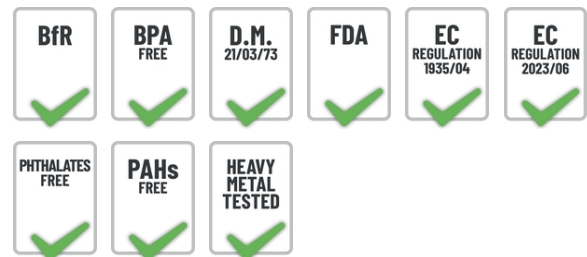 BfR
BPA
FREE
D.M.
21/03/73
FDA
EC
REGULATION
1935/04
EC
REGULATION
2023/06
PHTHALATES
FREE
PAHs
FREE
HEAVY
METAL
TESTED